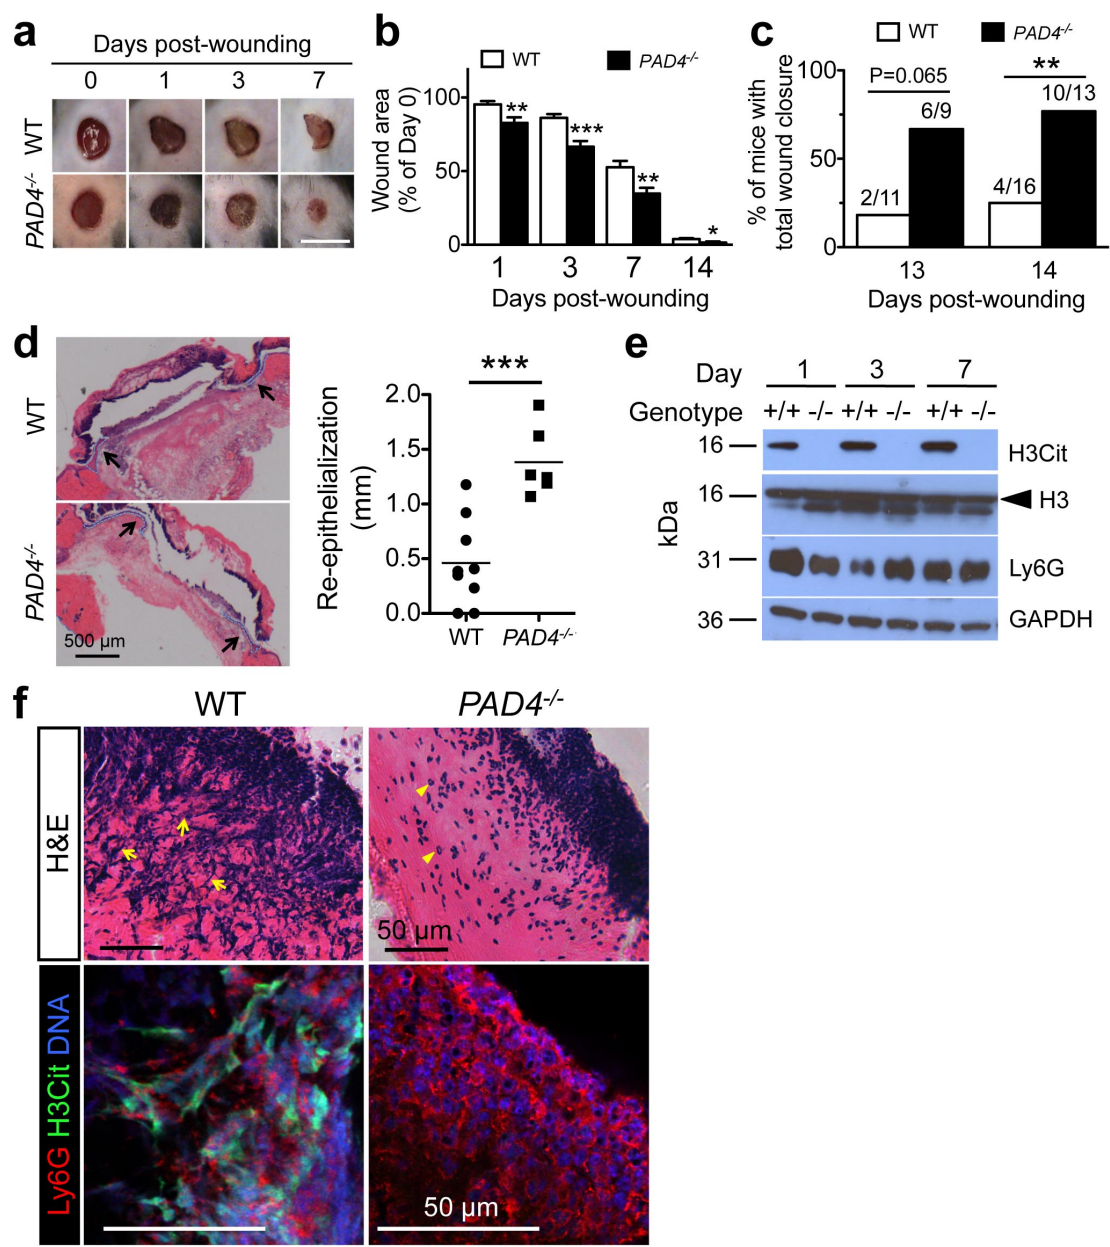 a
Days post-wounding
0 1 3 7
WT
PAD4-/-
b
WT PAD4-/-
Wound area
(% of Day 0)
100
50
0
** *** ** *
1 3 7 14
Days post-wounding
c
WT PAD4-/-
% of mice with
total wound closure
100
50
0
P=0.065
**
2/11 6/9 4/16 10/13
13 14
Days post-wounding
d
WT
PAD4-/-
500 µm
Re-epithelialization
(mm)
***
2.0
1.5
1.0
0.5
0.0
WT PAD4-/-
e
Day 1 3 7
Genotype +/+ -/- +/+ -/- +/+ -/-
kDa
16 H3Cit
16 H3
31 Ly6G
36 GAPDH
f
WT PAD4-/-
H&E
50 µm
Ly6G H3Cit DNA
50 µm